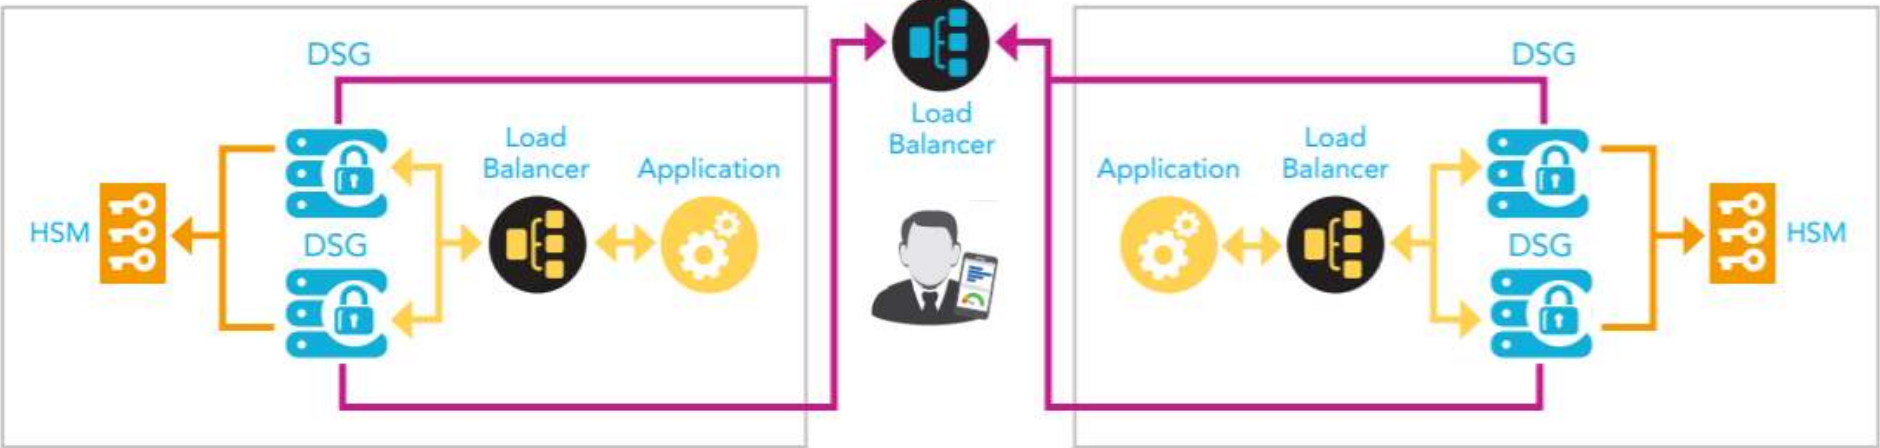 DSG
Load
Balancer
Application
HSM
DSG
Load
Balancer
DSG
Application
Load
Balancer
DSG
HSM